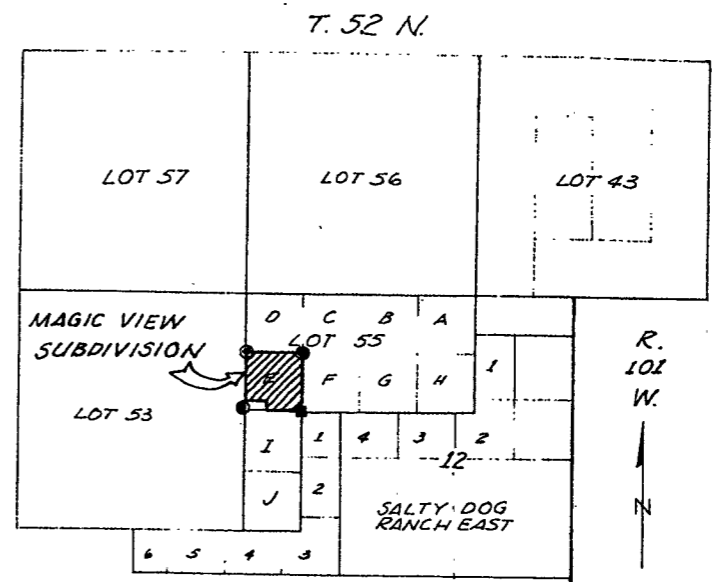 T. 52 N.
LOT 57
LOT 56
LOT 43
D
C
B
A
MAGIC VIEW
SUBDIVISION
LOT 55
E
F
G
H
1
R.
101
W.
LOT 53
I
1
4
3
2
12
J
2
SALTY DOG
RANCH EAST
N
6
5
4
3